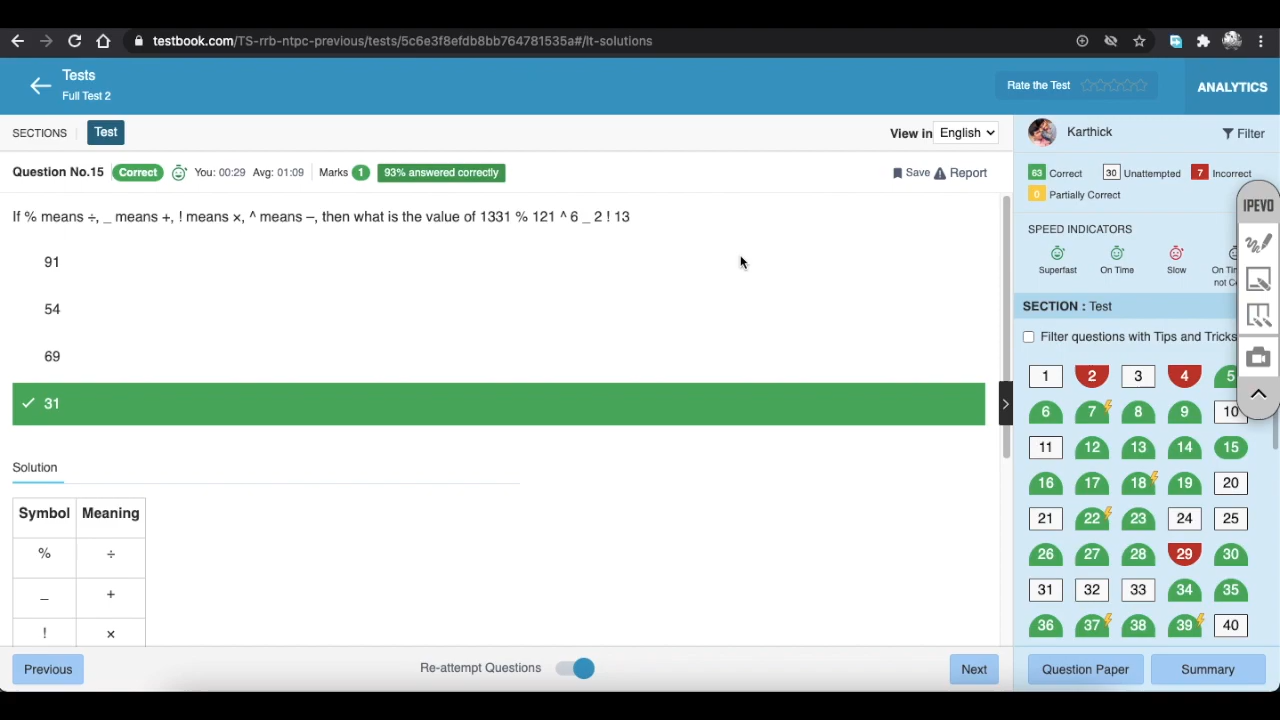 testbook.com/TS-rrb-ntpc-previous/tests/5c6e3f8efdb8bb764781535a#/lt-solutions
Tests
Full Test 2
Rate the Test
ANALYTICS
SECTIONS
Test
View in English
Karthick
Filter
Question No.15 Correct You: 00:29 Avg: 01:09 Marks 1 93% answered correctly
Save Report
63 Correct 30 Unattempted 7 Incorrect
0 Partially Correct
IPEVO
If % means ÷, _ means +, ! means ×, ^ means –, then what is the value of 1331 % 121 ^ 6 _ 2 ! 13
SPEED INDICATORS
Superfast On Time Slow On Tim
not C
91
54
69
31
SECTION : Test
Filter questions with Tips and Tricks
1 2 3 4 5
6 7 8 9 10
11 12 13 14 15
16 17 18 19 20
21 22 23 24 25
26 27 28 29 30
31 32 33 34 35
36 37 38 39 40
Solution
Symbol Meaning
% ÷
_ +
! ×
Previous
Re-attempt Questions
Next
Question Paper
Summary